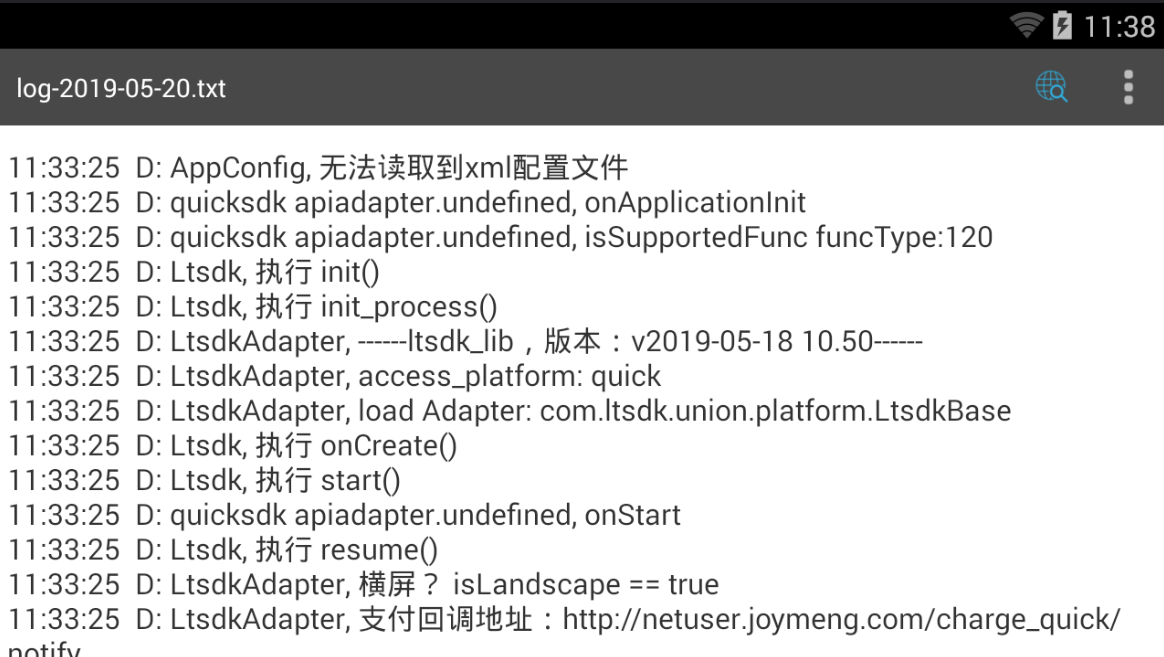 11:38
log-2019-05-20.txt
11:33:25 D: AppConfig, 无法读取到xml配置文件
11:33:25 D: quicksdk apiadapter.undefined, onApplicationInit
11:33:25 D: quicksdk apiadapter.undefined, isSupportedFunc funcType:120
11:33:25 D: Ltsdk, 执行 init()
11:33:25 D: Ltsdk, 执行 init_process()
11:33:25 D: LtsdkAdapter, ------ltsdk_lib，版本：v2019-05-18 10.50------
11:33:25 D: LtsdkAdapter, access_platform: quick
11:33:25 D: LtsdkAdapter, load Adapter: com.ltsdk.union.platform.LtsdkBase
11:33:25 D: Ltsdk, 执行 onCreate()
11:33:25 D: Ltsdk, 执行 start()
11:33:25 D: quicksdk apiadapter.undefined, onStart
11:33:25 D: Ltsdk, 执行 resume()
11:33:25 D: LtsdkAdapter, 横屏？ isLandscape == true
11:33:25 D: LtsdkAdapter, 支付回调地址：http://netuser.joymeng.com/charge_quick/
notify